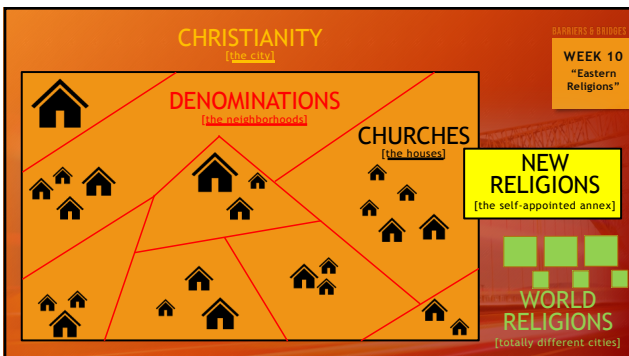 CHRISTIANITY
[the city]
BARRIERS & BRIDGES
WEEK 10
“Eastern
Religions”
DENOMINATIONS
[the neighborhoods]
CHURCHES
[the houses]
NEW
RELIGIONS
[the self-appointed annex]
WORLD
RELIGIONS
[totally different cities]